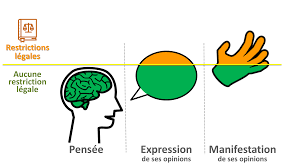 Restrictions
légales
Aucune
restriction
légale
Pensée
Expression
de ses opinions
Manifestation
de ses opinions